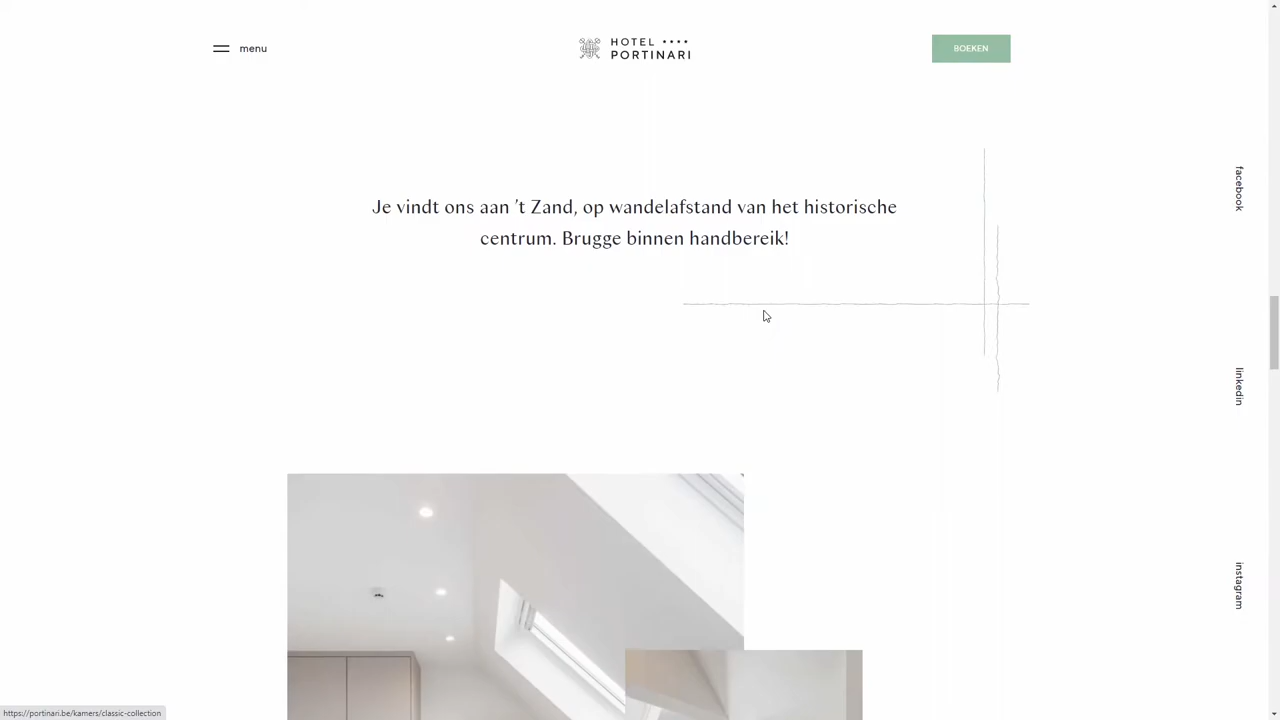 menu
HOTEL ••••
PORTINARI
BOEKEN
Je vindt ons aan 't Zand, op wandelafstand van het historische
centrum. Brugge binnen handbereik!
facebook
linkedin
instagram
https://portinari.be/kamers/classic-collection